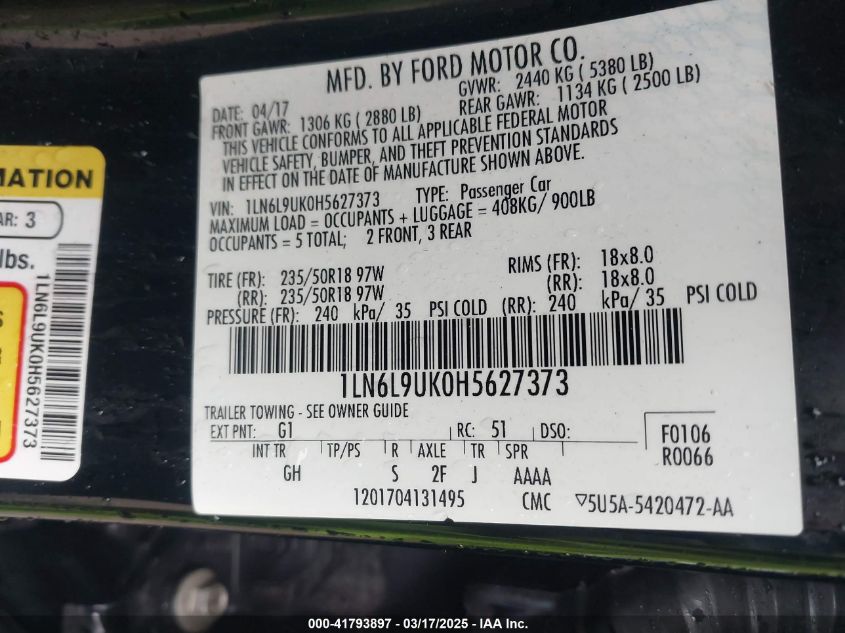 MFD. BY FORD MOTOR CO.
DATE: 04/17 GVWR: 2440 KG ( 5380 LB)
FRONT GAWR: 1306 KG ( 2880 LB) REAR GAWR: 1134 KG ( 2500 LB)
THIS VEHICLE CONFORMS TO ALL APPLICABLE FEDERAL MOTOR
VEHICLE SAFETY, BUMPER, AND THEFT PREVENTION STANDARDS
IN EFFECT ON THE DATE OF MANUFACTURE SHOWN ABOVE.
VIN: 1LN6L9UK0H5627373 TYPE: Passenger Car
MAXIMUM LOAD = OCCUPANTS + LUGGAGE = 408KG/ 900LB
OCCUPANTS = 5 TOTAL; 2 FRONT, 3 REAR
TIRE (FR): 235/50R18 97W RIMS (FR): 18x8.0
(RR): 235/50R18 97W (RR): 18x8.0
PRESSURE (FR): 240 kPa/ 35 PSI COLD (RR): 240 kPa/ 35 PSI COLD
1LN6L9UK0H5627373
TRAILER TOWING - SEE OWNER GUIDE
EXT PNT: G1 RC: 51 DSO: F0106
INT TR TP/PS R AXLE TR SPR R0066
GH S 2F J AAAA
1201704131495 CMC ▽5U5A-5420472-AA
MATION
AR: 3
lbs.
1LN6L9UK0H5627373
000-41793897 - 03/17/2025 - IAA Inc.